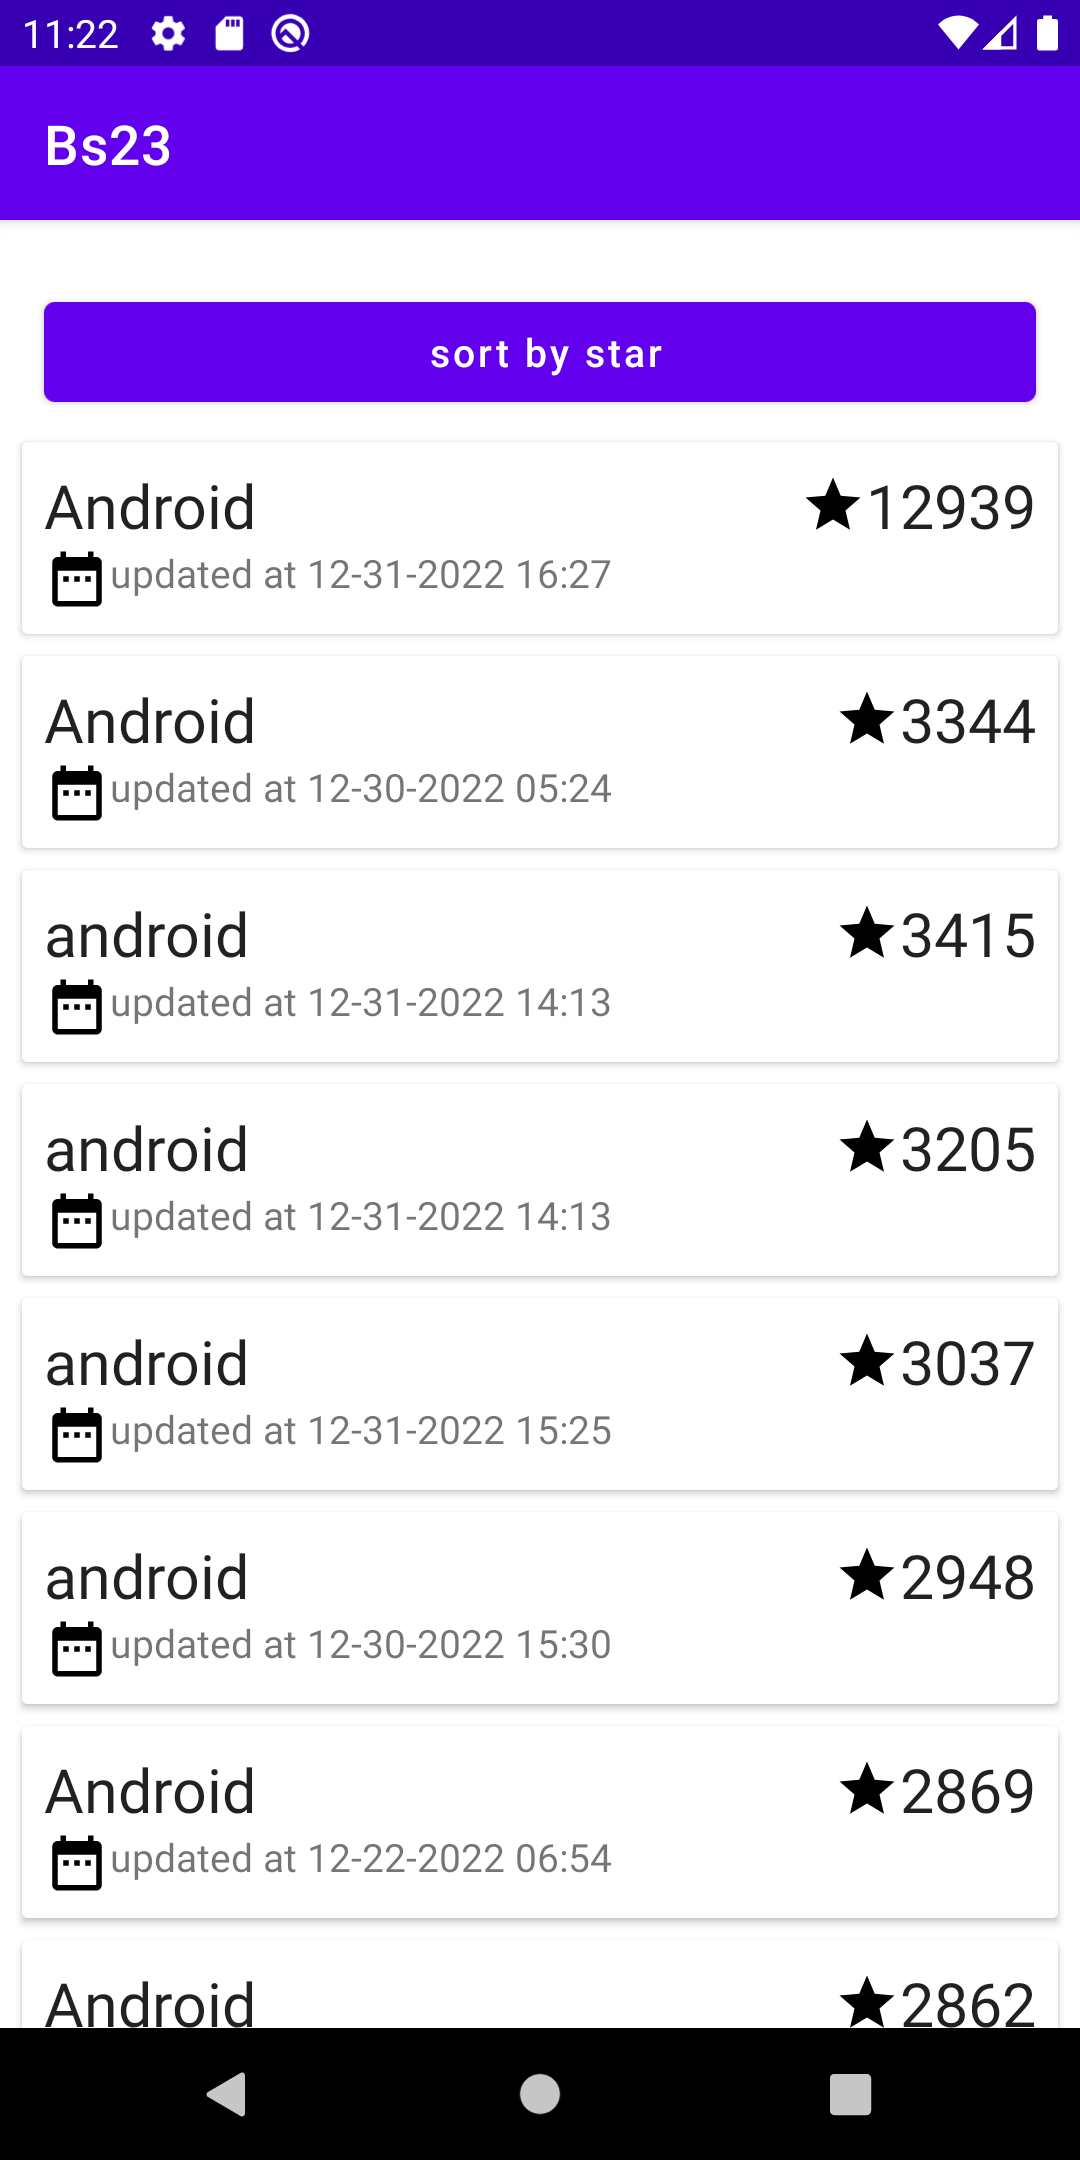 11:22
Bs23
sort by star
Android 12939
updated at 12-31-2022 16:27
Android 3344
updated at 12-30-2022 05:24
android 3415
updated at 12-31-2022 14:13
android 3205
updated at 12-31-2022 14:13
android 3037
updated at 12-31-2022 15:25
android 2948
updated at 12-30-2022 15:30
Android 2869
updated at 12-22-2022 06:54
Android 2862